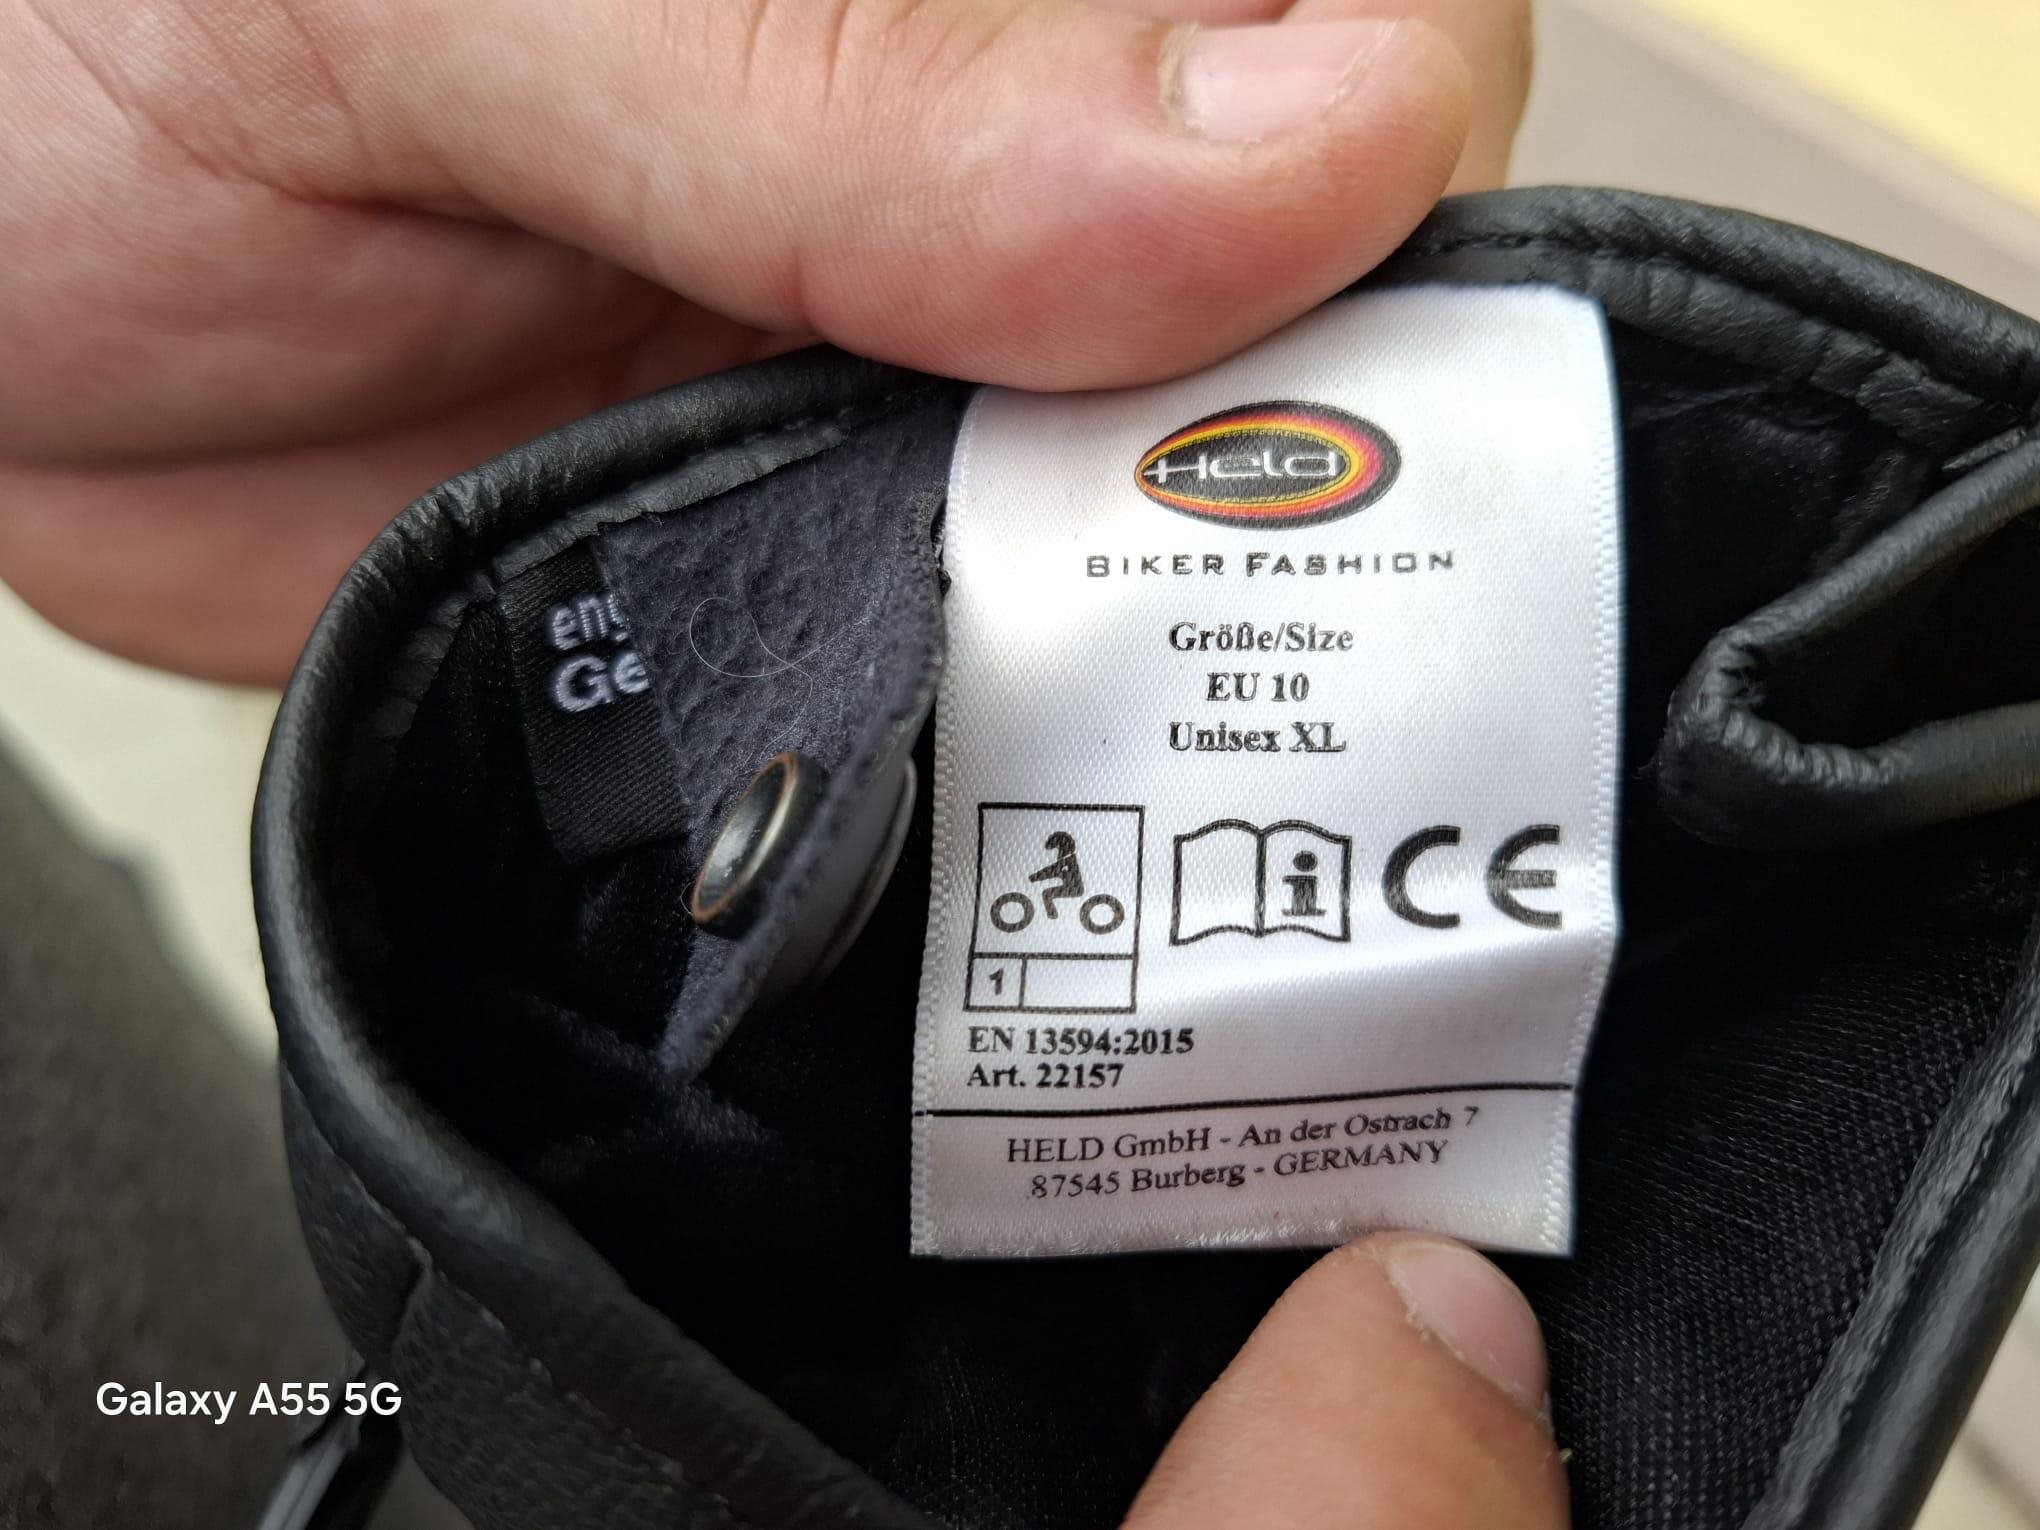 Held
BIKER FASHION
Größe/Size
EU 10
Unisex XL
i
CE
1
EN 13594:2015
Art. 22157
HELD GmbH - An der Ostrach 7
87545 Burberg - GERMANY
Galaxy A55 5G